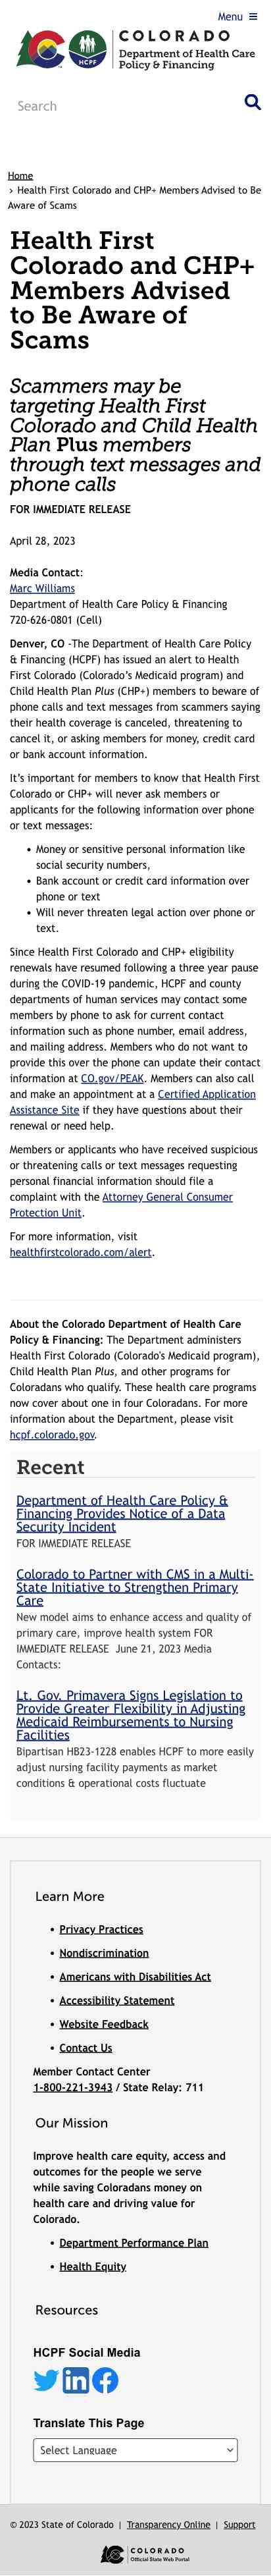 Menu ≡
COLORADO
Department of Health Care
Policy & Financing
HCPF
Search
Home
› Health First Colorado and CHP+ Members Advised to Be
Aware of Scams
Health First
Colorado and CHP+
Members Advised
to Be Aware of
Scams
Scammers may be
targeting Health First
Colorado and Child Health
Plan Plus members
through text messages and
phone calls
FOR IMMEDIATE RELEASE
April 28, 2023
Media Contact:
Marc Williams
Department of Health Care Policy & Financing
720-626-0801 (Cell)
Denver, CO -The Department of Health Care Policy
& Financing (HCPF) has issued an alert to Health
First Colorado (Colorado’s Medicaid program) and
Child Health Plan Plus (CHP+) members to beware of
phone calls and text messages from scammers saying
their health coverage is canceled, threatening to
cancel it, or asking members for money, credit card
or bank account information.
It’s important for members to know that Health First
Colorado or CHP+ will never ask members or
applicants for the following information over phone
or text messages:
• Money or sensitive personal information like
social security numbers,
• Bank account or credit card information over
phone or text
• Will never threaten legal action over phone or
text.
Since Health First Colorado and CHP+ eligibility
renewals have resumed following a three year pause
during the COVID-19 pandemic, HCPF and county
departments of human services may contact some
members by phone to ask for current contact
information such as phone number, email address,
and mailing address. Members who do not want to
provide this over the phone can update their contact
information at CO.gov/PEAK. Members can also call
and make an appointment at a Certified Application
Assistance Site if they have questions about their
renewal or need help.
Members or applicants who have received suspicious
or threatening calls or text messages requesting
personal financial information should file a
complaint with the Attorney General Consumer
Protection Unit.
For more information, visit
healthfirstcolorado.com/alert.
About the Colorado Department of Health Care
Policy & Financing: The Department administers
Health First Colorado (Colorado's Medicaid program),
Child Health Plan Plus, and other programs for
Coloradans who qualify. These health care programs
now cover about one in four Coloradans. For more
information about the Department, please visit
hcpf.colorado.gov.
Recent
Department of Health Care Policy &
Financing Provides Notice of a Data
Security Incident
FOR IMMEDIATE RELEASE
Colorado to Partner with CMS in a Multi-
State Initiative to Strengthen Primary
Care
New model aims to enhance access and quality of
primary care, improve health system FOR
IMMEDIATE RELEASE June 21, 2023 Media
Contacts:
Lt. Gov. Primavera Signs Legislation to
Provide Greater Flexibility in Adjusting
Medicaid Reimbursements to Nursing
Facilities
Bipartisan HB23-1228 enables HCPF to more easily
adjust nursing facility payments as market
conditions & operational costs fluctuate
Learn More
• Privacy Practices
• Nondiscrimination
• Americans with Disabilities Act
• Accessibility Statement
• Website Feedback
• Contact Us
Member Contact Center
1-800-221-3943 / State Relay: 711
Our Mission
Improve health care equity, access and
outcomes for the people we serve
while saving Coloradans money on
health care and driving value for
Colorado.
• Department Performance Plan
• Health Equity
Resources
HCPF Social Media
Translate This Page
Select Language
© 2023 State of Colorado | Transparency Online | Support
COLORADO
Official State Web Portal